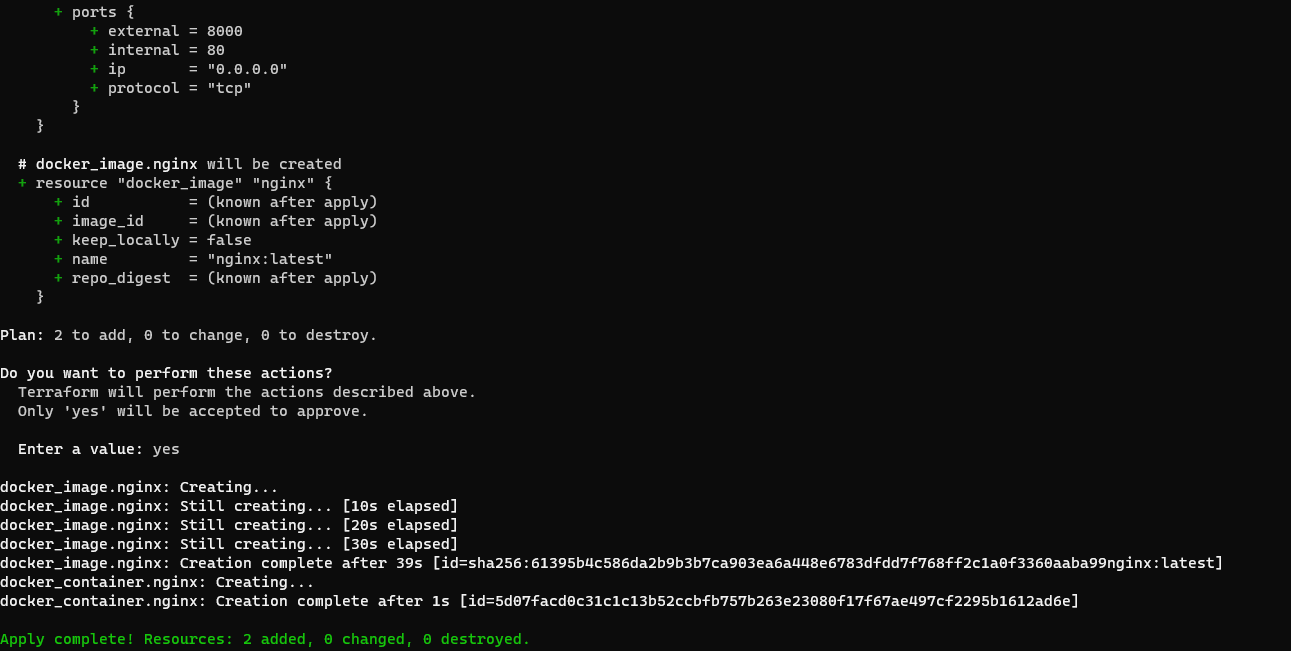 + ports {
+ external = 8000
+ internal = 80
+ ip       = "0.0.0.0"
+ protocol = "tcp"
}
}
# docker_image.nginx will be created
+ resource "docker_image" "nginx" {
+ id           = (known after apply)
+ image_id     = (known after apply)
+ keep_locally = false
+ name         = "nginx:latest"
+ repo_digest  = (known after apply)
}
Plan: 2 to add, 0 to change, 0 to destroy.
Do you want to perform these actions?
Terraform will perform the actions described above.
Only 'yes' will be accepted to approve.
Enter a value: yes
docker_image.nginx: Creating...
docker_image.nginx: Still creating... [10s elapsed]
docker_image.nginx: Still creating... [20s elapsed]
docker_image.nginx: Still creating... [30s elapsed]
docker_image.nginx: Creation complete after 39s [id=sha256:61395b4c586da2b9b3b7ca903ea6a448e6783dfdd7f768ff2c1a0f3360aaba99nginx:latest]
docker_container.nginx: Creating...
docker_container.nginx: Creation complete after 1s [id=5d07facd0c31c1c13b52ccbfb757b263e23080f17f67ae497cf2295b1612ad6e]
Apply complete! Resources: 2 added, 0 changed, 0 destroyed.